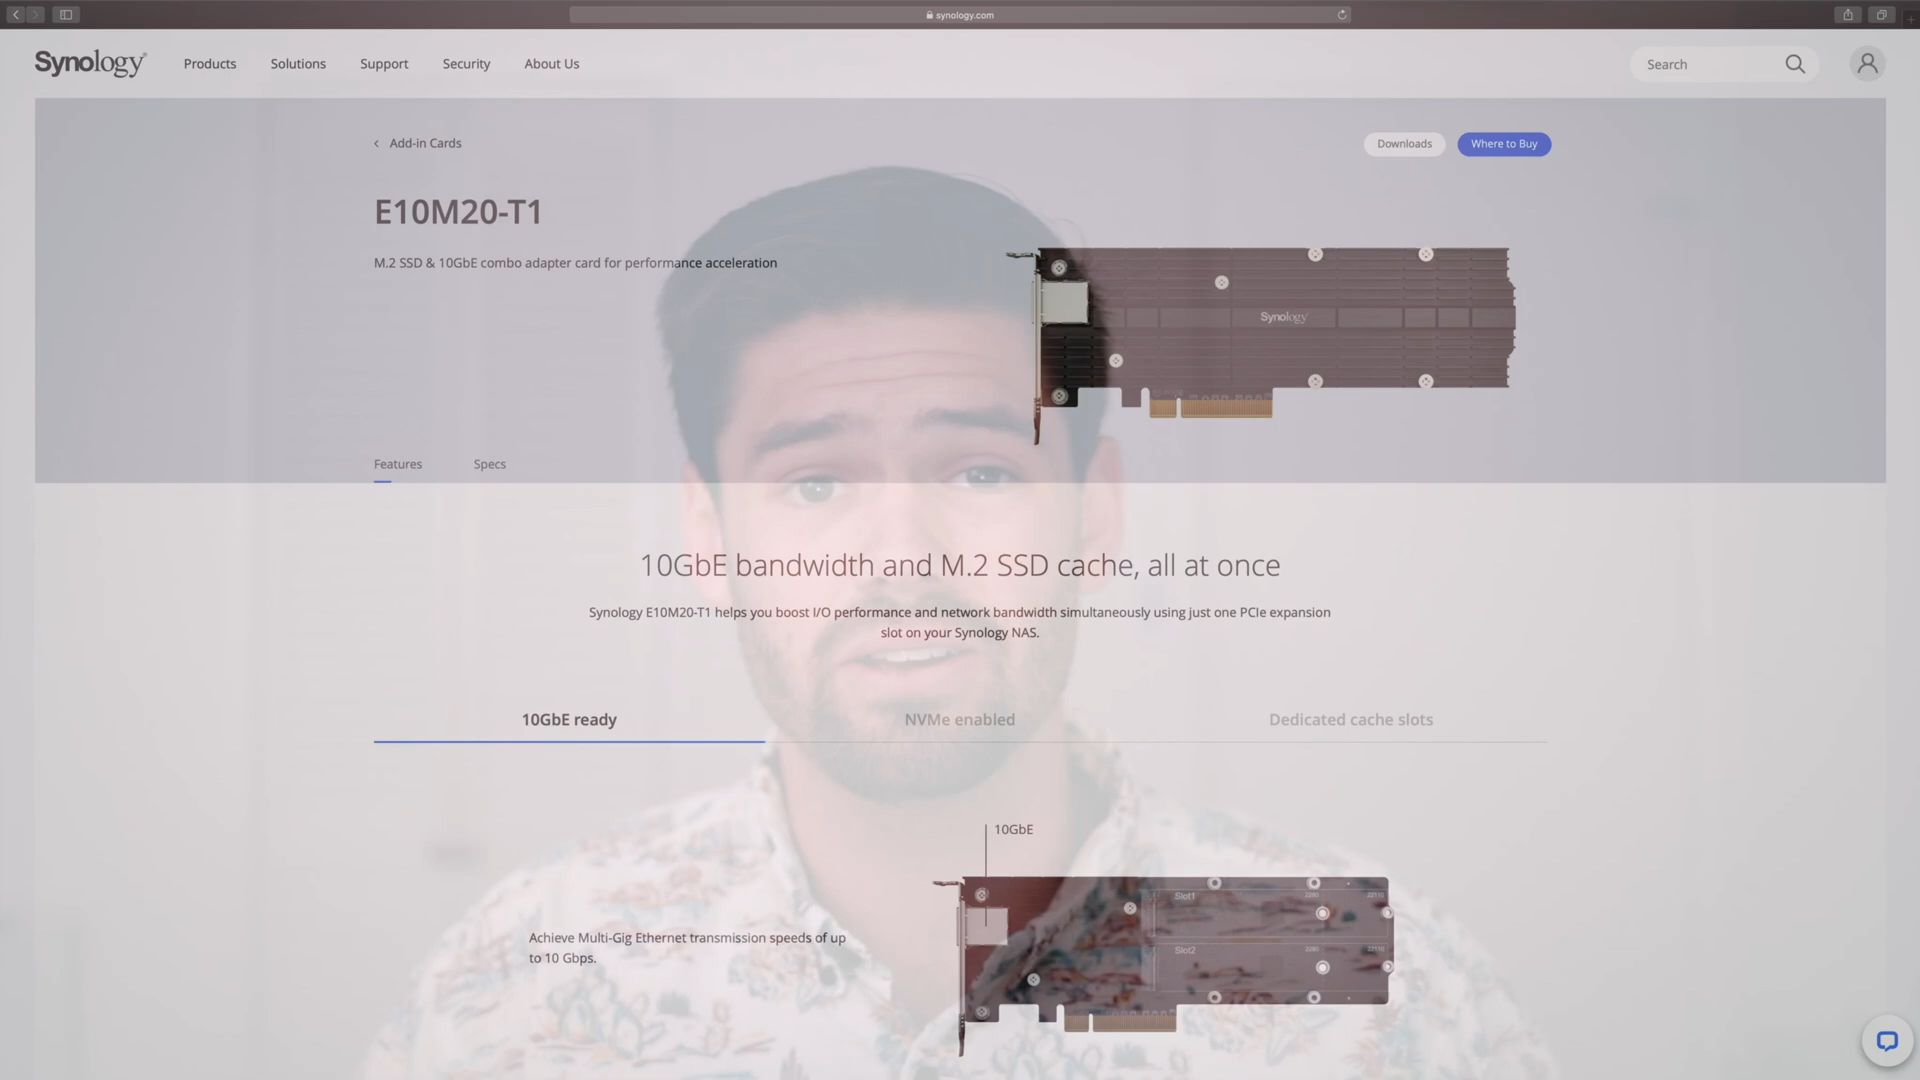 synology.com
Synology
Products
Solutions
Support
Security
About Us
Search
Add-in Cards
Downloads
Where to Buy
E10M20-T1
M.2 SSD & 10GbE combo adapter card for performance acceleration
Synology
Features
Specs
10GbE bandwidth and M.2 SSD cache, all at once
Synology E10M20-T1 helps you boost I/O performance and network bandwidth simultaneously using just one PCIe expansion
slot on your Synology NAS.
10GbE ready
NVMe enabled
Dedicated cache slots
10GbE
Slot1
2280
22110
Achieve Multi-Gig Ethernet transmission speeds of up
to 10 Gbps.
Slot2
2280
22110